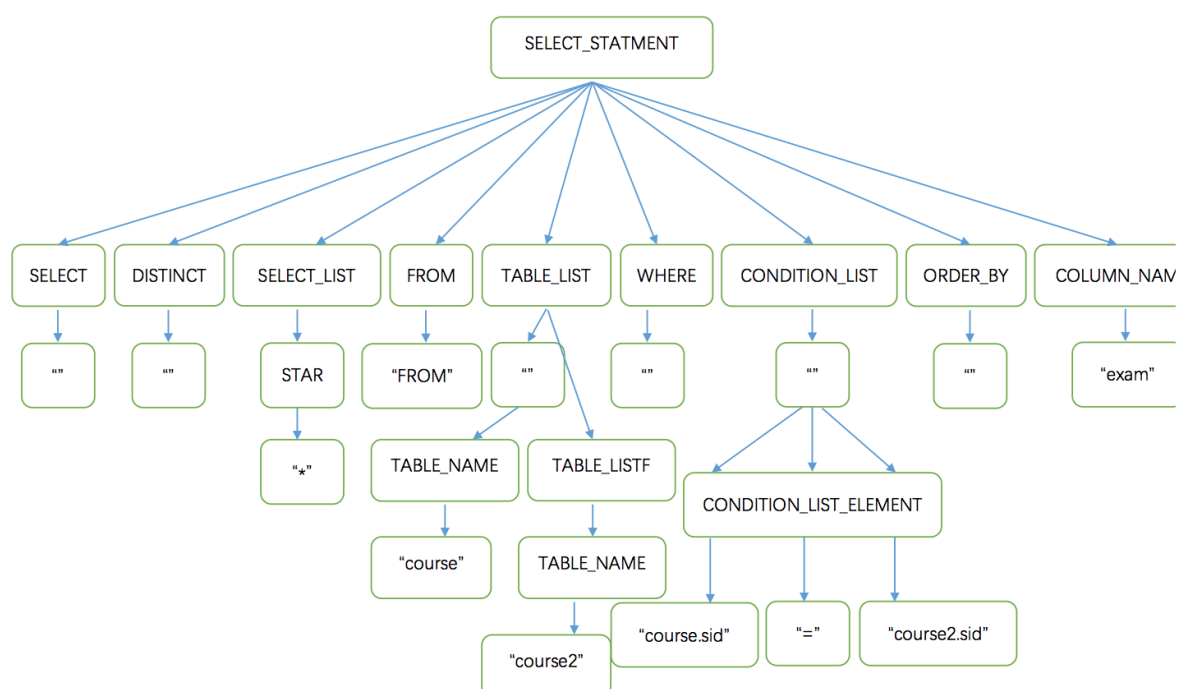 SELECT_STATMENT
SELECT
DISTINCT
SELECT_LIST
FROM
TABLE_LIST
WHERE
CONDITION_LIST
ORDER_BY
COLUMN_NAM
“”
“”
STAR
“FROM”
“”
“”
“”
“”
“exam”
“*”
TABLE_NAME
TABLE_LISTF
CONDITION_LIST_ELEMENT
“course”
TABLE_NAME
“course.sid”
“=”
“course2.sid”
“course2”